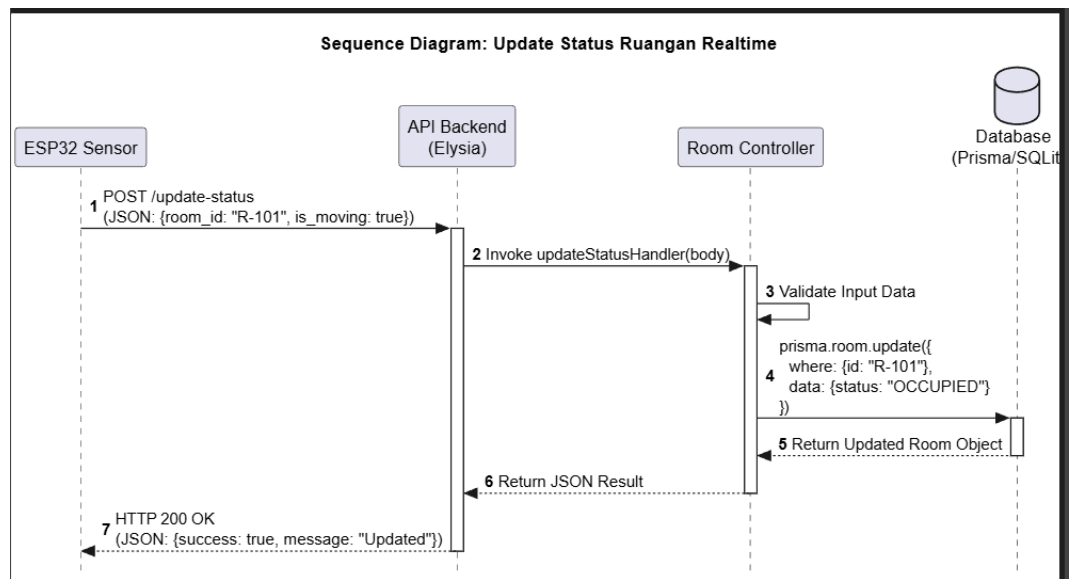 Sequence Diagram: Update Status Ruangan Realtime
ESP32 Sensor
API Backend
(Elysia)
Room Controller
Database
(Prisma/SQLit
1 POST /update-status
(JSON: {room_id: "R-101", is_moving: true})
2 Invoke updateStatusHandler(body)
3 Validate Input Data
prisma.room.update({
where: {id: "R-101"},
4 data: {status: "OCCUPIED"}
})
5 Return Updated Room Object
6 Return JSON Result
7 HTTP 200 OK
(JSON: {success: true, message: "Updated"})